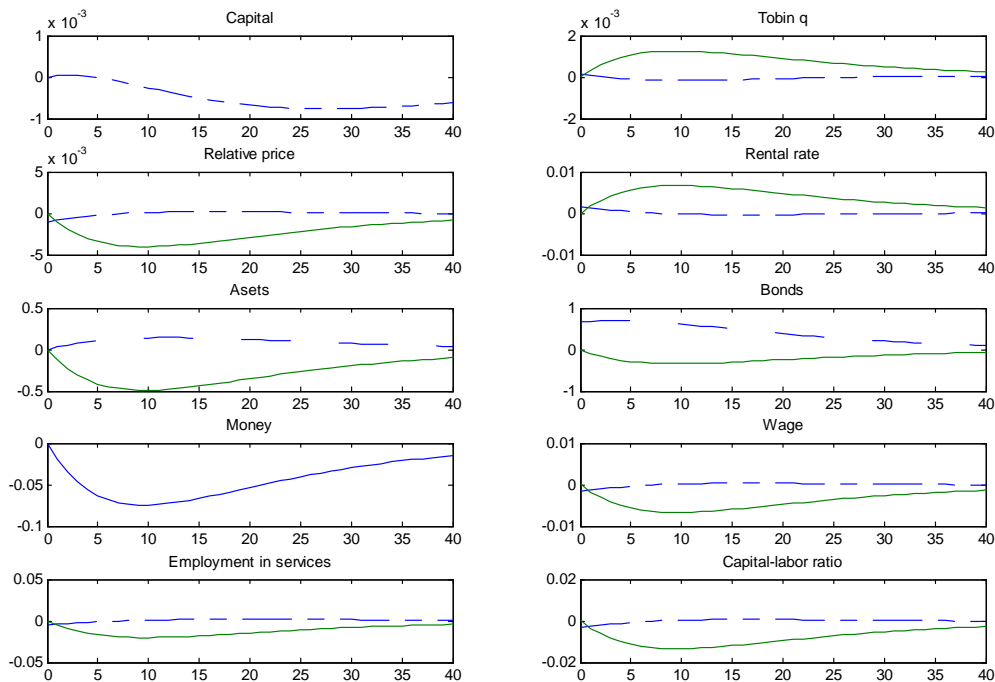 Capital
x 10^-3
1
0
-1
0 5 10 15 20 25 30 35 40
Tobin q
x 10^-3
2
0
-2
0 5 10 15 20 25 30 35 40
Relative price
x 10^-3
5
0
-5
0 5 10 15 20 25 30 35 40
Rental rate
0.01
0
-0.01
0 5 10 15 20 25 30 35 40
Asets
0.5
0
-0.5
0 5 10 15 20 25 30 35 40
Bonds
1
0
-1
0 5 10 15 20 25 30 35 40
Money
0
-0.05
-0.1
0 5 10 15 20 25 30 35 40
Wage
0.01
0
-0.01
0 5 10 15 20 25 30 35 40
Employment in services
0.05
0
-0.05
0 5 10 15 20 25 30 35 40
Capital-labor ratio
0.02
0
-0.02
0 5 10 15 20 25 30 35 40